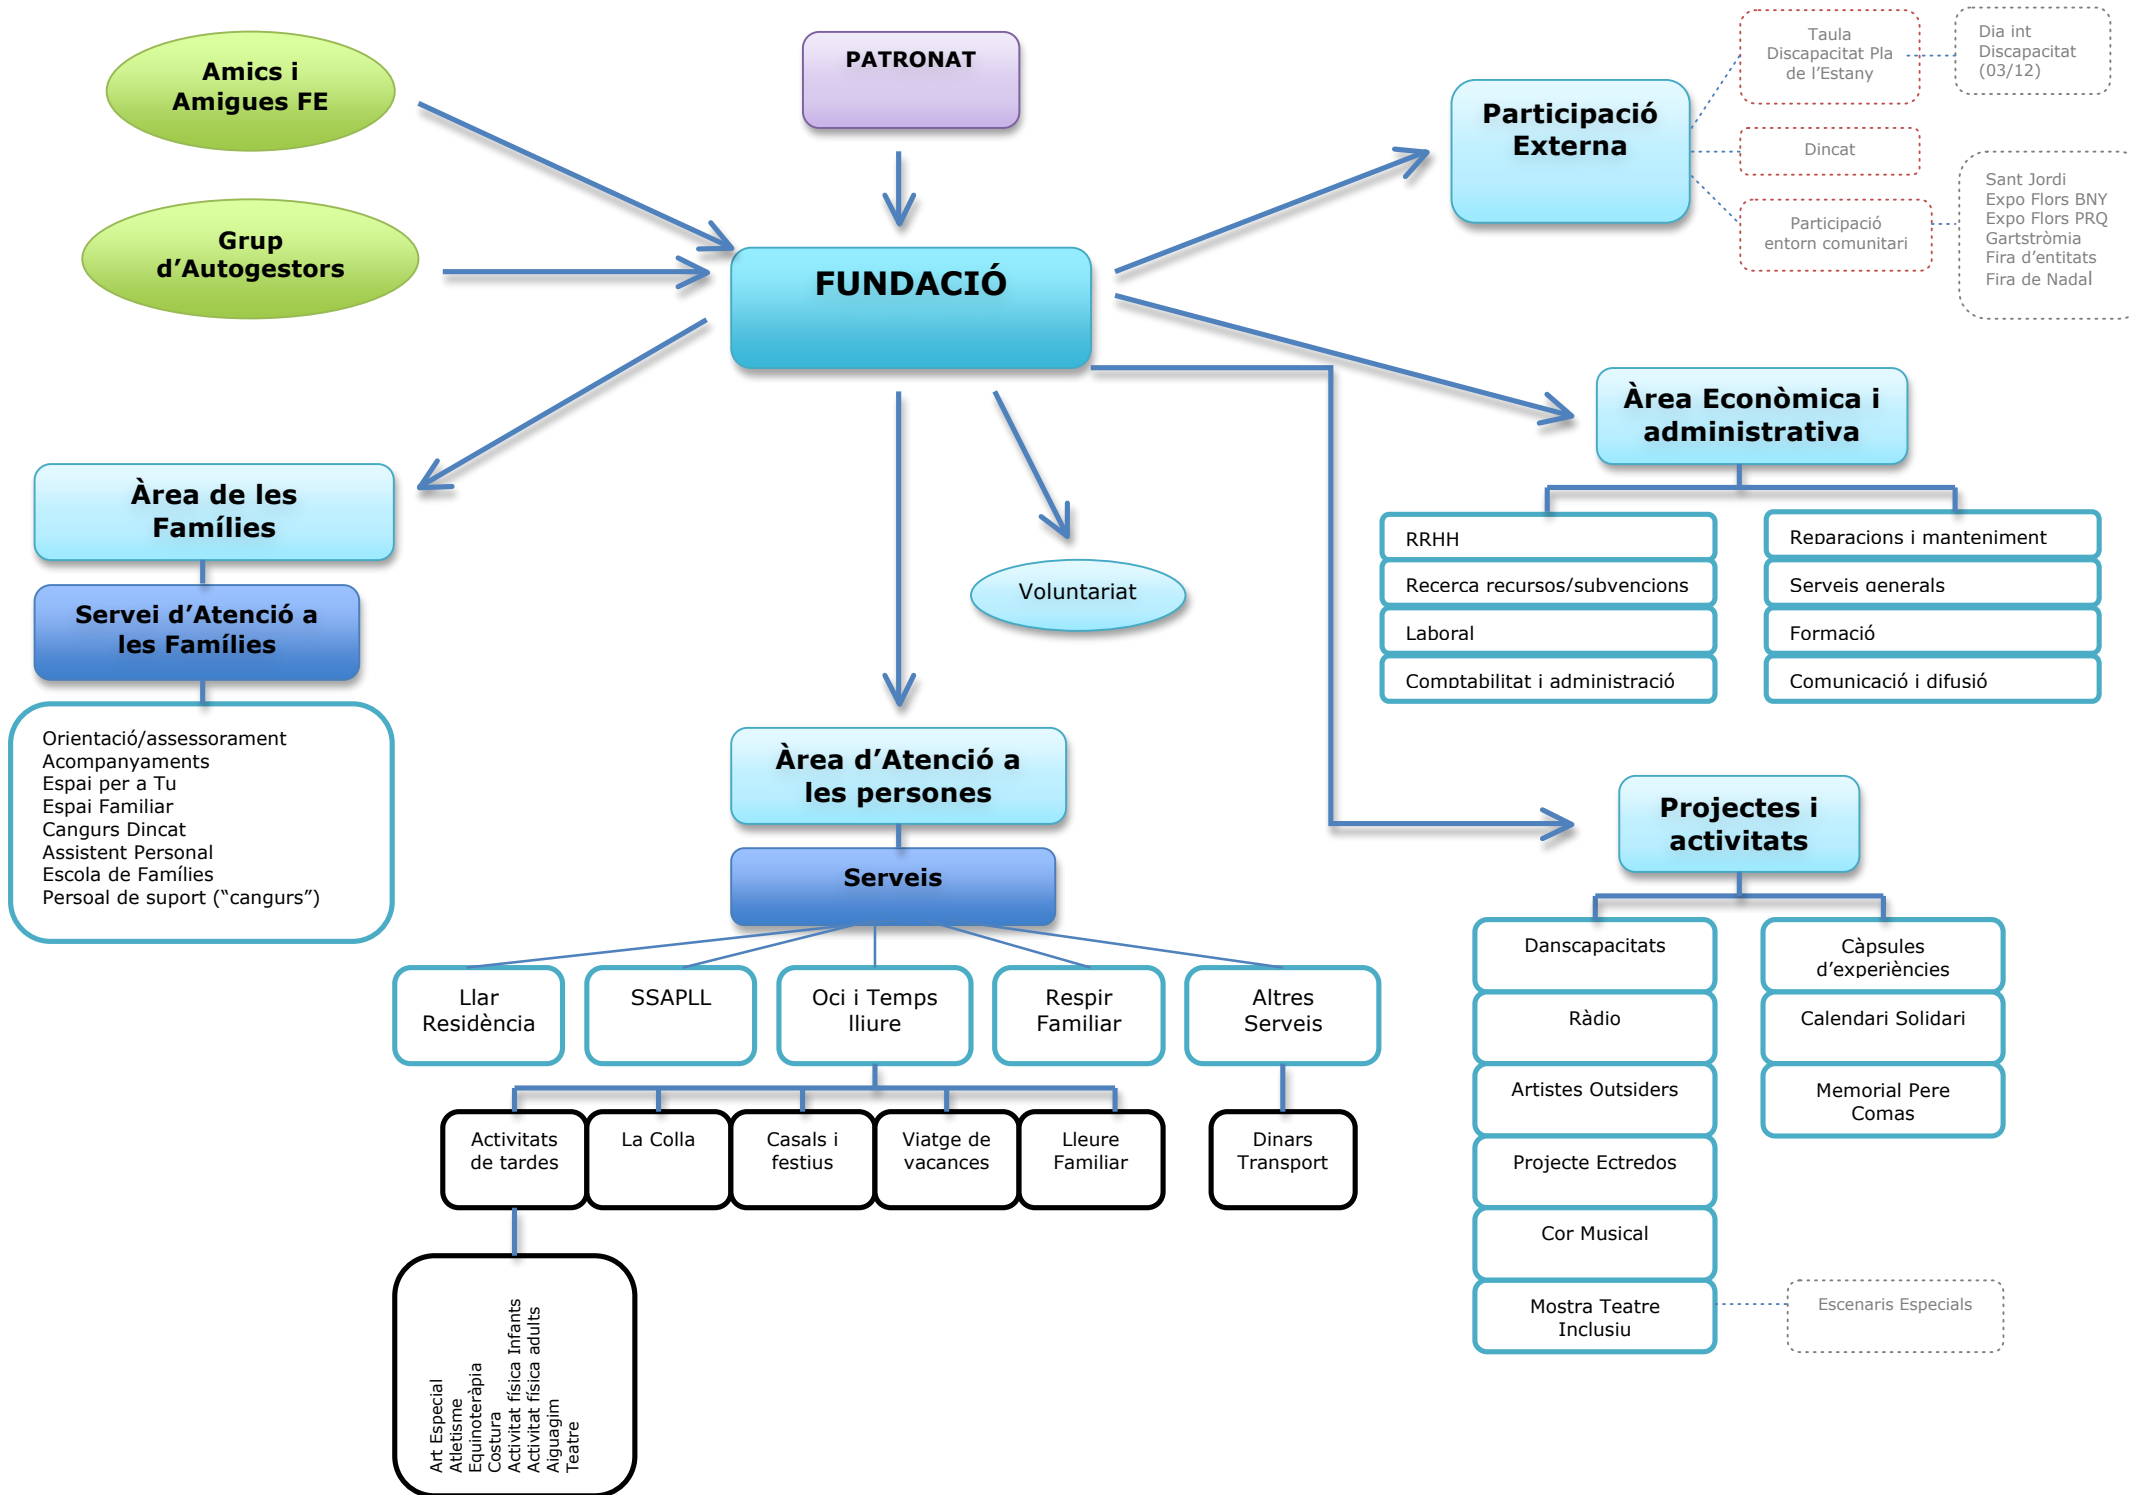 Amics i
Amigues FE
PATRONAT
Participació
Externa
Taula
Discapacitat Pla
de l’Estany
Dia int
Discapacitat
(03/12)
Dincat
Participació
entorn comunitari
Sant Jordi
Expo Flors BNY
Expo Flors PRQ
Gartstròmia
Fira d’entitats
Fira de Nadal
Grup
d’Autogestors
FUNDACIÓ
Àrea Econòmica i
administrativa
RRHH
Recerca recursos/subvencions
Laboral
Comptabilitat i administració
Reparacions i manteniment
Serveis generals
Formació
Comunicació i difusió
Àrea de les
Famílies
Servei d’Atenció a
les Famílies
Orientació/assessorament
Acompanyaments
Espai per a Tu
Espai Familiar
Cangurs Dincat
Assistent Personal
Escola de Famílies
Persoal de suport (“cangurs”)
Voluntariat
Àrea d’Atenció a
les persones
Serveis
Llar
Residència
SSAPLL
Oci i Temps
lliure
Respir
Familiar
Altres
Serveis
Activitats
de tardes
La Colla
Casals i
festius
Viatge de
vacances
Lleure
Familiar
Dinars
Transport
Art Especial
Atletisme
Equinoteràpia
Costura
Activitat física Infants
Activitat física adults
Aiguagim
Teatre
Projectes i
activitats
Danscapacitats
Ràdio
Artistes Outsiders
Projecte Ectredos
Cor Musical
Mostra Teatre
Inclusiu
Càpsules
d’experiències
Calendari Solidari
Memorial Pere
Comas
Escenaris Especials